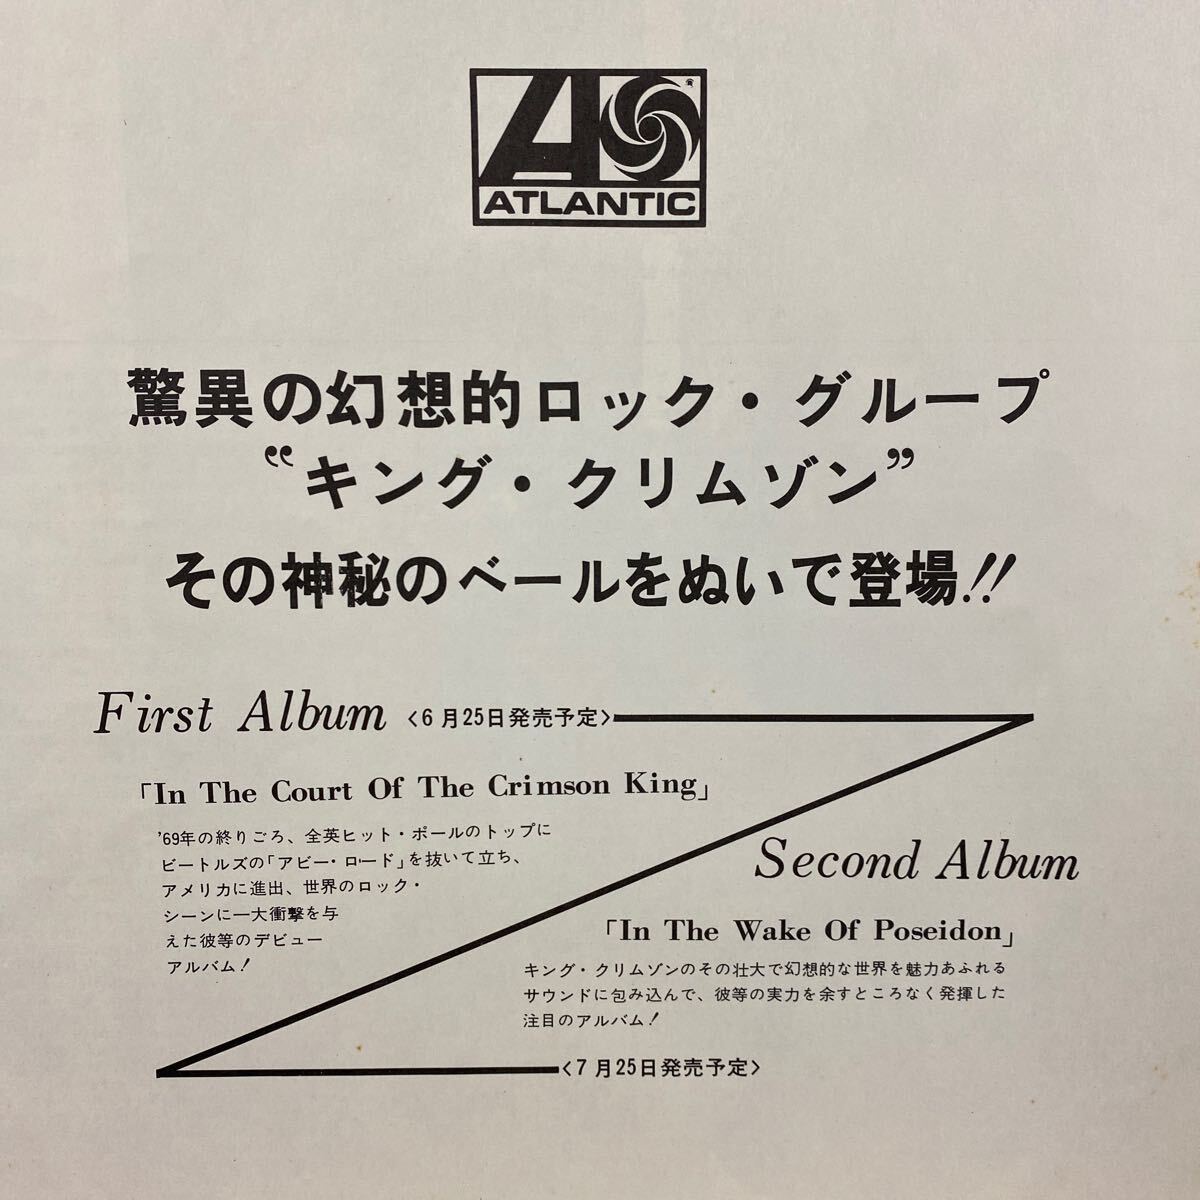 ATLANTIC
驚異の幻想的ロック・グループ
“キング・クリムゾン”
その神秘のベールをぬいで登場!!
First Album <6月25日発売予定>
「In The Court Of The Crimson King」
'69年の終りごろ、全英ヒット・ポールのトップに
ビートルズの「アビー・ロード」を抜いて立ち、
アメリカに進出、世界のロック・
シーンに一大衝撃を与
えた彼等のデビュー
アルバム!
Second Album
「In The Wake Of Poseidon」
キング・クリムゾンのその壮大で幻想的な世界を魅力あふれる
サウンドに包み込んで、彼等の実力を余すところなく発揮した
注目のアルバム!
<7月25日発売予定>